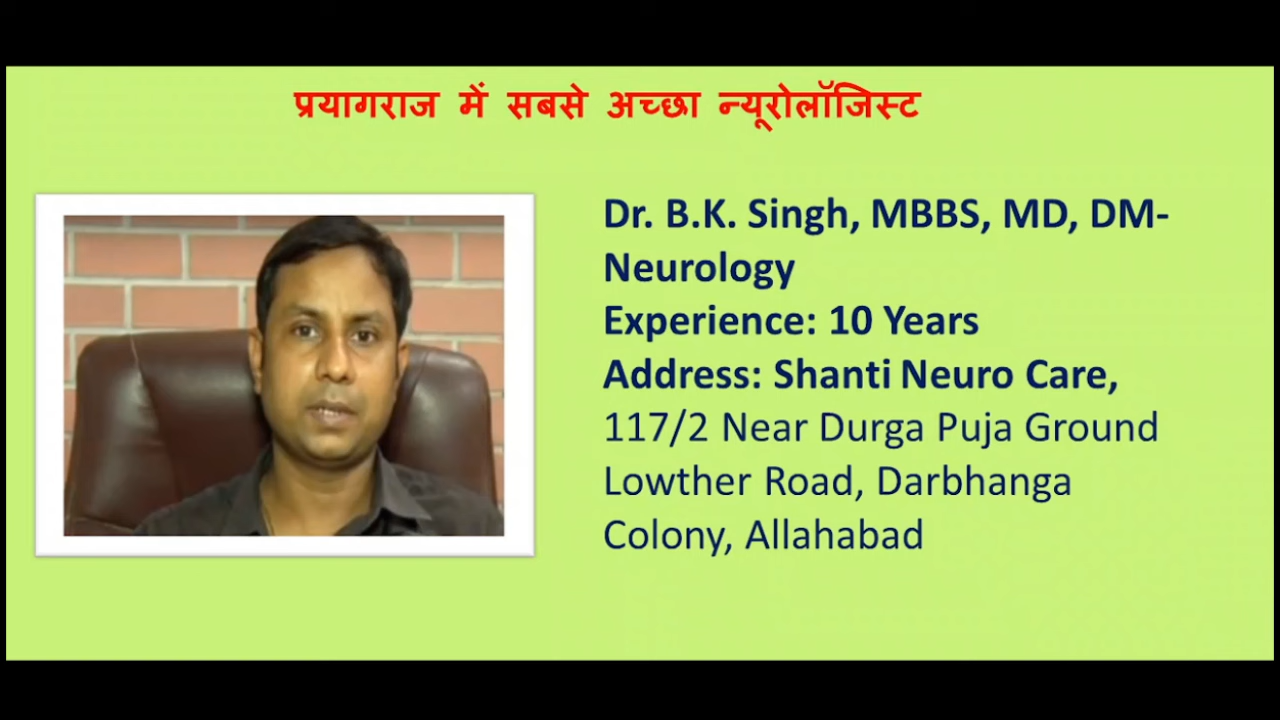 प्रयागराज में सबसे अच्छा न्यूरोलॉजिस्ट
Dr. B.K. Singh, MBBS, MD, DM-
Neurology
Experience: 10 Years
Address: Shanti Neuro Care,
117/2 Near Durga Puja Ground
Lowther Road, Darbhanga
Colony, Allahabad